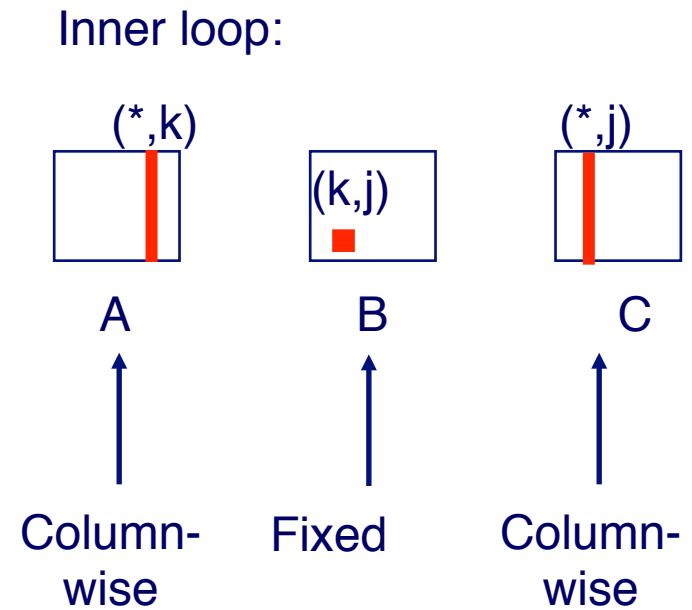 Inner loop:
(*,k)
(k,j)
(*,j)
A
B
C
Column-
wise
Fixed
Column-
wise